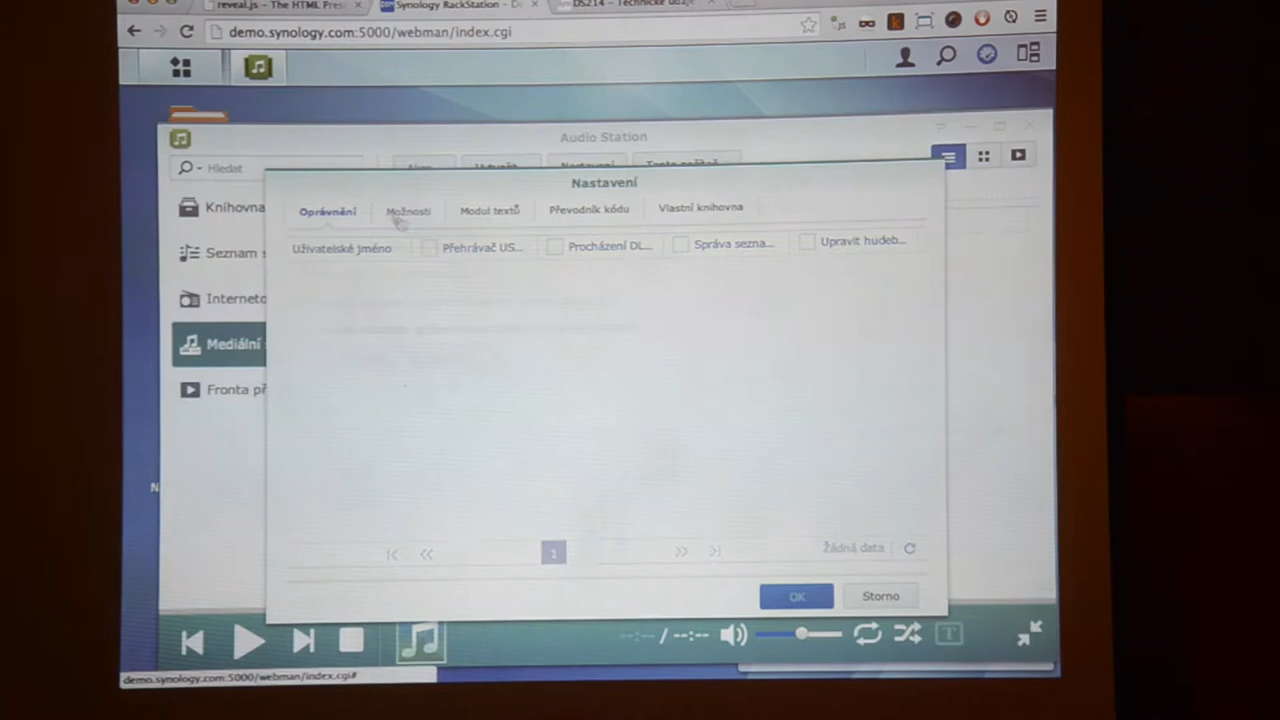 reveal.js – The HTML Pres
Synology RackStation - D
DS214 - Technické údaje
demo.synology.com:5000/webman/index.cgi
Audio Station
Hledat
Nastavení
Knihovna
Seznam
Interneto
Mediální
Fronta př
Oprávnění Možnosti Modul textů Převodník kódu Vlastní knihovna
Uživatelské jméno Přehrávač US... Procházení DL... Správa sezna... Upravit hudeb...
N
1
Žádná data
OK Storno
--:-- / --:--
T
demo.synology.com:5000/webman/index.cgi#